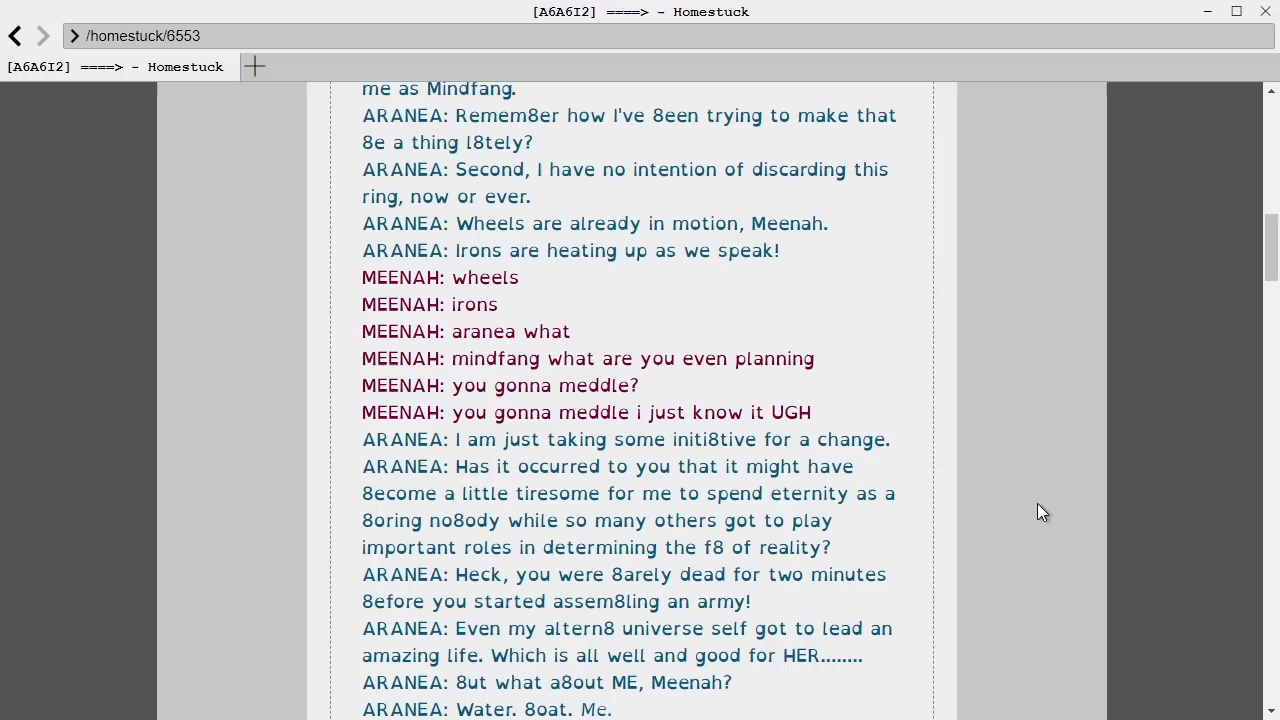 [A6A6I2] ====> - Homestuck
/homestuck/6553
[A6A6I2] ====> - Homestuck
me as Mindfang.
ARANEA: Remem8er how I've 8een trying to make that
8e a thing l8tely?
ARANEA: Second, I have no intention of discarding this
ring, now or ever.
ARANEA: Wheels are already in motion, Meenah.
ARANEA: Irons are heating up as we speak!
MEENAH: wheels
MEENAH: irons
MEENAH: aranea what
MEENAH: mindfang what are you even planning
MEENAH: you gonna meddle?
MEENAH: you gonna meddle i just know it UGH
ARANEA: I am just taking some initi8tive for a change.
ARANEA: Has it occurred to you that it might have
8ecome a little tiresome for me to spend eternity as a
8oring no8ody while so many others got to play
important roles in determining the f8 of reality?
ARANEA: Heck, you were 8arely dead for two minutes
8efore you started assem8ling an army!
ARANEA: Even my altern8 universe self got to lead an
amazing life. Which is all well and good for HER........
ARANEA: 8ut what a8out ME, Meenah?
ARANEA: Water. 8oat. Me.